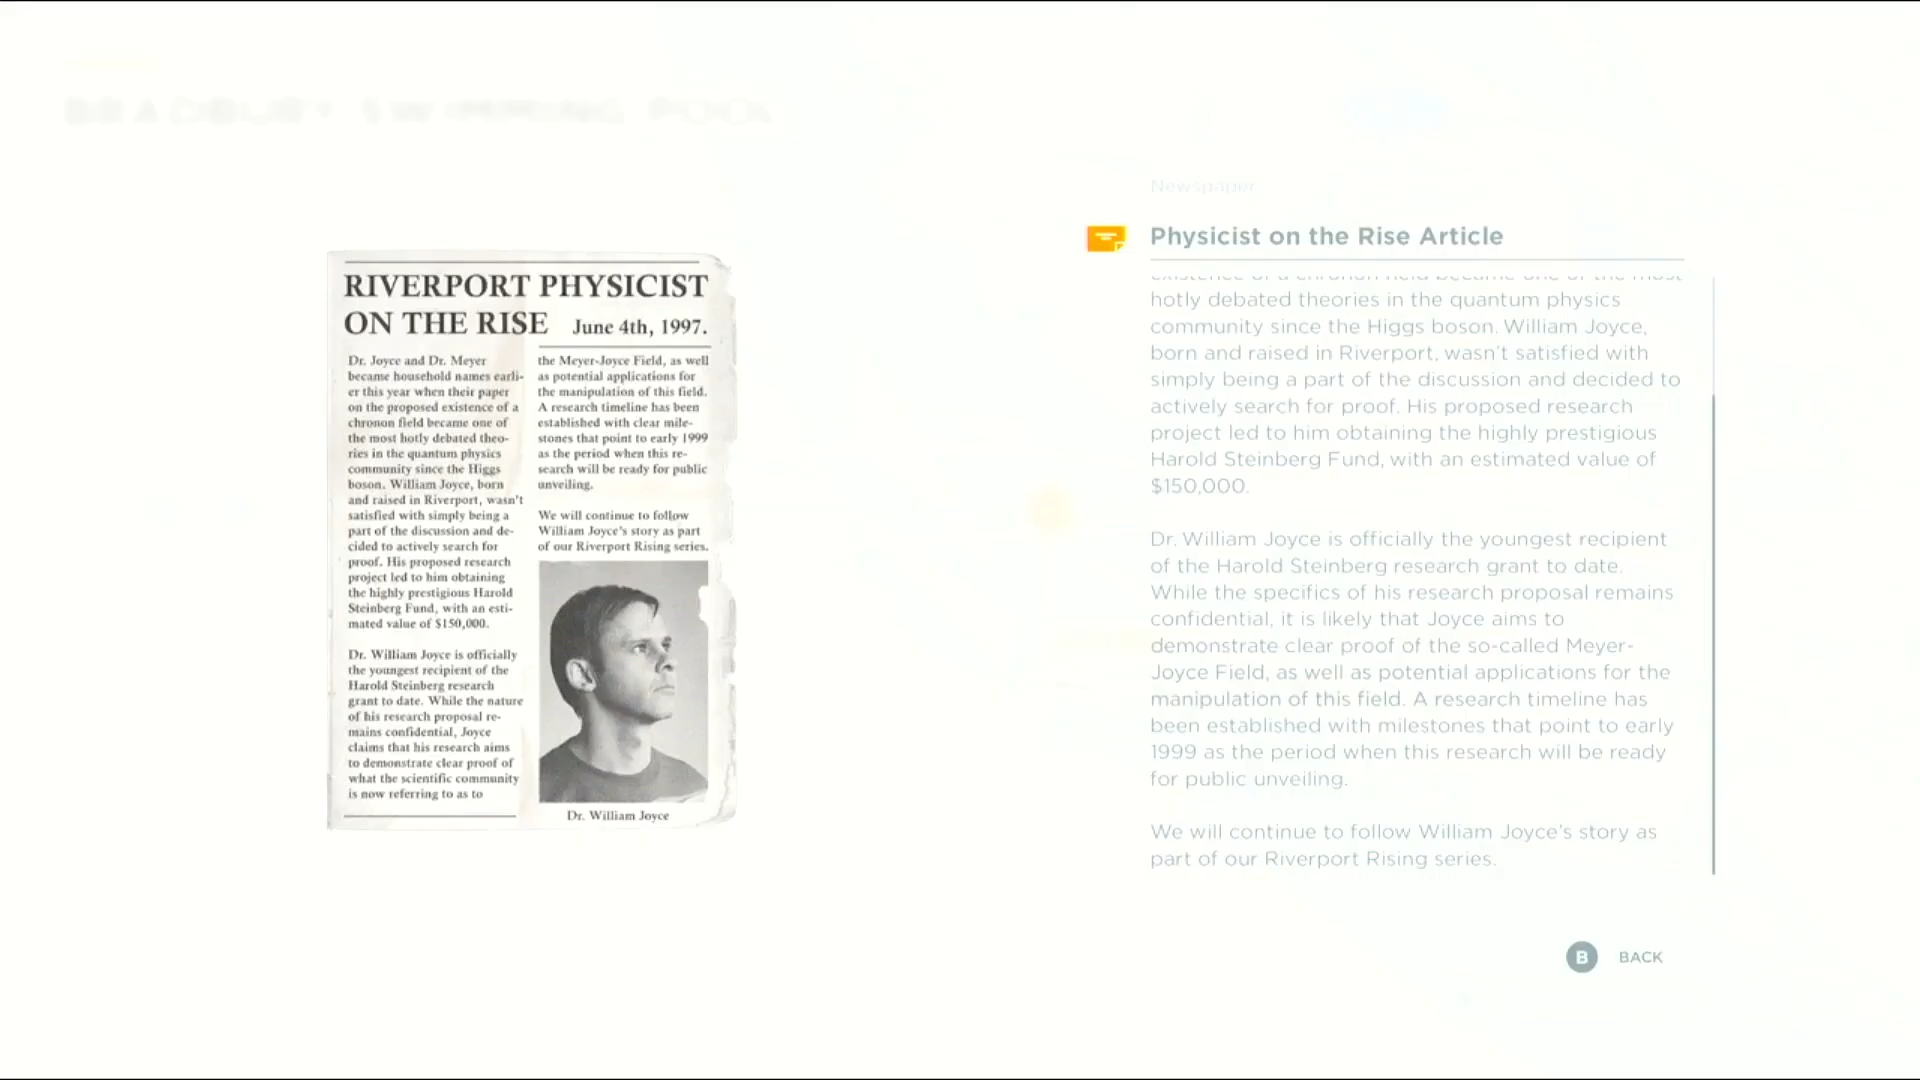 BRADBURY SWIMMING POOL
RIVERPORT PHYSICIST
ON THE RISE June 4th, 1997.
Dr. Joyce and Dr. Meyer
became household names earli-
er this year when their paper
on the proposed existence of a
chronon field became one of
the most hotly debated theo-
ries in the quantum physics
community since the Higgs
boson. William Joyce, born
and raised in Riverport, wasn't
satisfied with simply being a
part of the discussion and de-
cided to actively search for
proof. His proposed research
project led to him obtaining
the highly prestigious Harold
Steinberg Fund, with an esti-
mated value of $150,000.
Dr. William Joyce is officially
the youngest recipient of the
Harold Steinberg research
grant to date. While the nature
of his research proposal re-
mains confidential, Joyce
claims that his research aims
to demonstrate clear proof of
what the scientific community
is now referring to as to
the Meyer-Joyce Field, as well
as potential applications for
the manipulation of this field.
A research timeline has been
established with clear mile-
stones that point to early 1999
as the period when this re-
search will be ready for public
unveiling.
We will continue to follow
William Joyce's story as part
of our Riverport Rising series.
Dr. William Joyce
Newspaper
Physicist on the Rise Article
existence of a chronon field became one of the most
hotly debated theories in the quantum physics
community since the Higgs boson. William Joyce,
born and raised in Riverport, wasn't satisfied with
simply being a part of the discussion and decided to
actively search for proof. His proposed research
project led to him obtaining the highly prestigious
Harold Steinberg Fund, with an estimated value of
$150,000.
Dr. William Joyce is officially the youngest recipient
of the Harold Steinberg research grant to date.
While the specifics of his research proposal remains
confidential, it is likely that Joyce aims to
demonstrate clear proof of the so-called Meyer-
Joyce Field, as well as potential applications for the
manipulation of this field. A research timeline has
been established with milestones that point to early
1999 as the period when this research will be ready
for public unveiling.
We will continue to follow William Joyce's story as
part of our Riverport Rising series.
B BACK